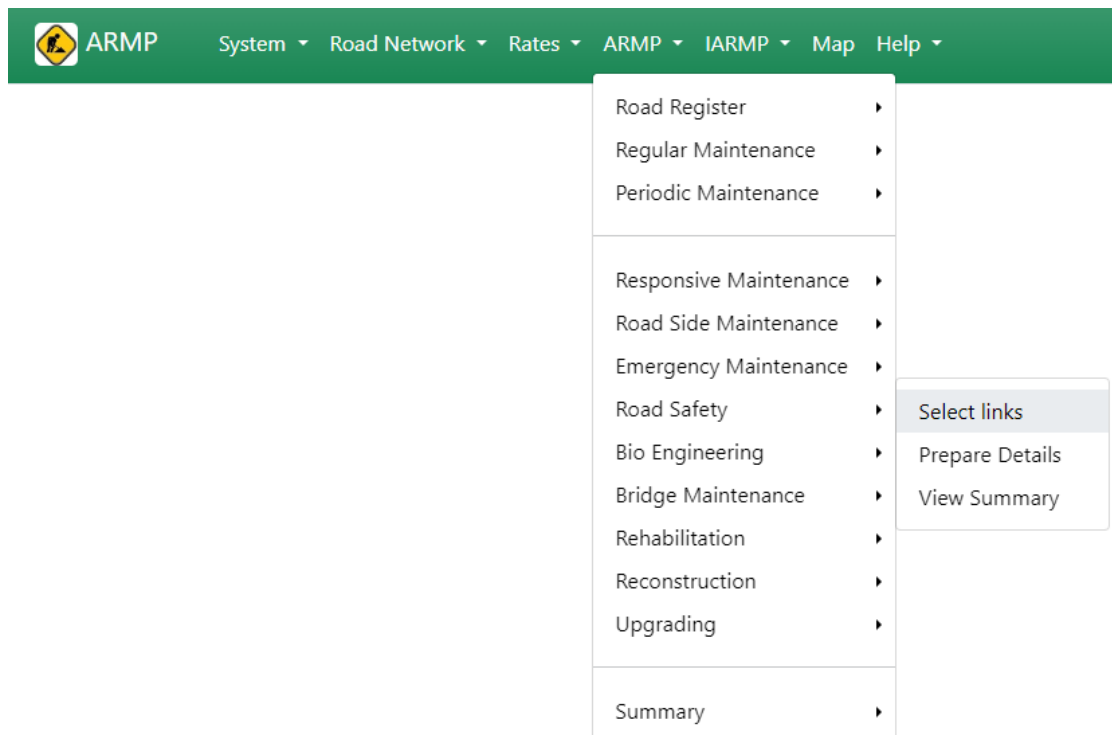 ARMP System Road Network Rates ARMP IARMP Map Help
Road Register
Regular Maintenance
Periodic Maintenance
Responsive Maintenance
Road Side Maintenance
Emergency Maintenance
Road Safety
Bio Engineering
Bridge Maintenance
Rehabilitation
Reconstruction
Upgrading
Summary
Select links
Prepare Details
View Summary